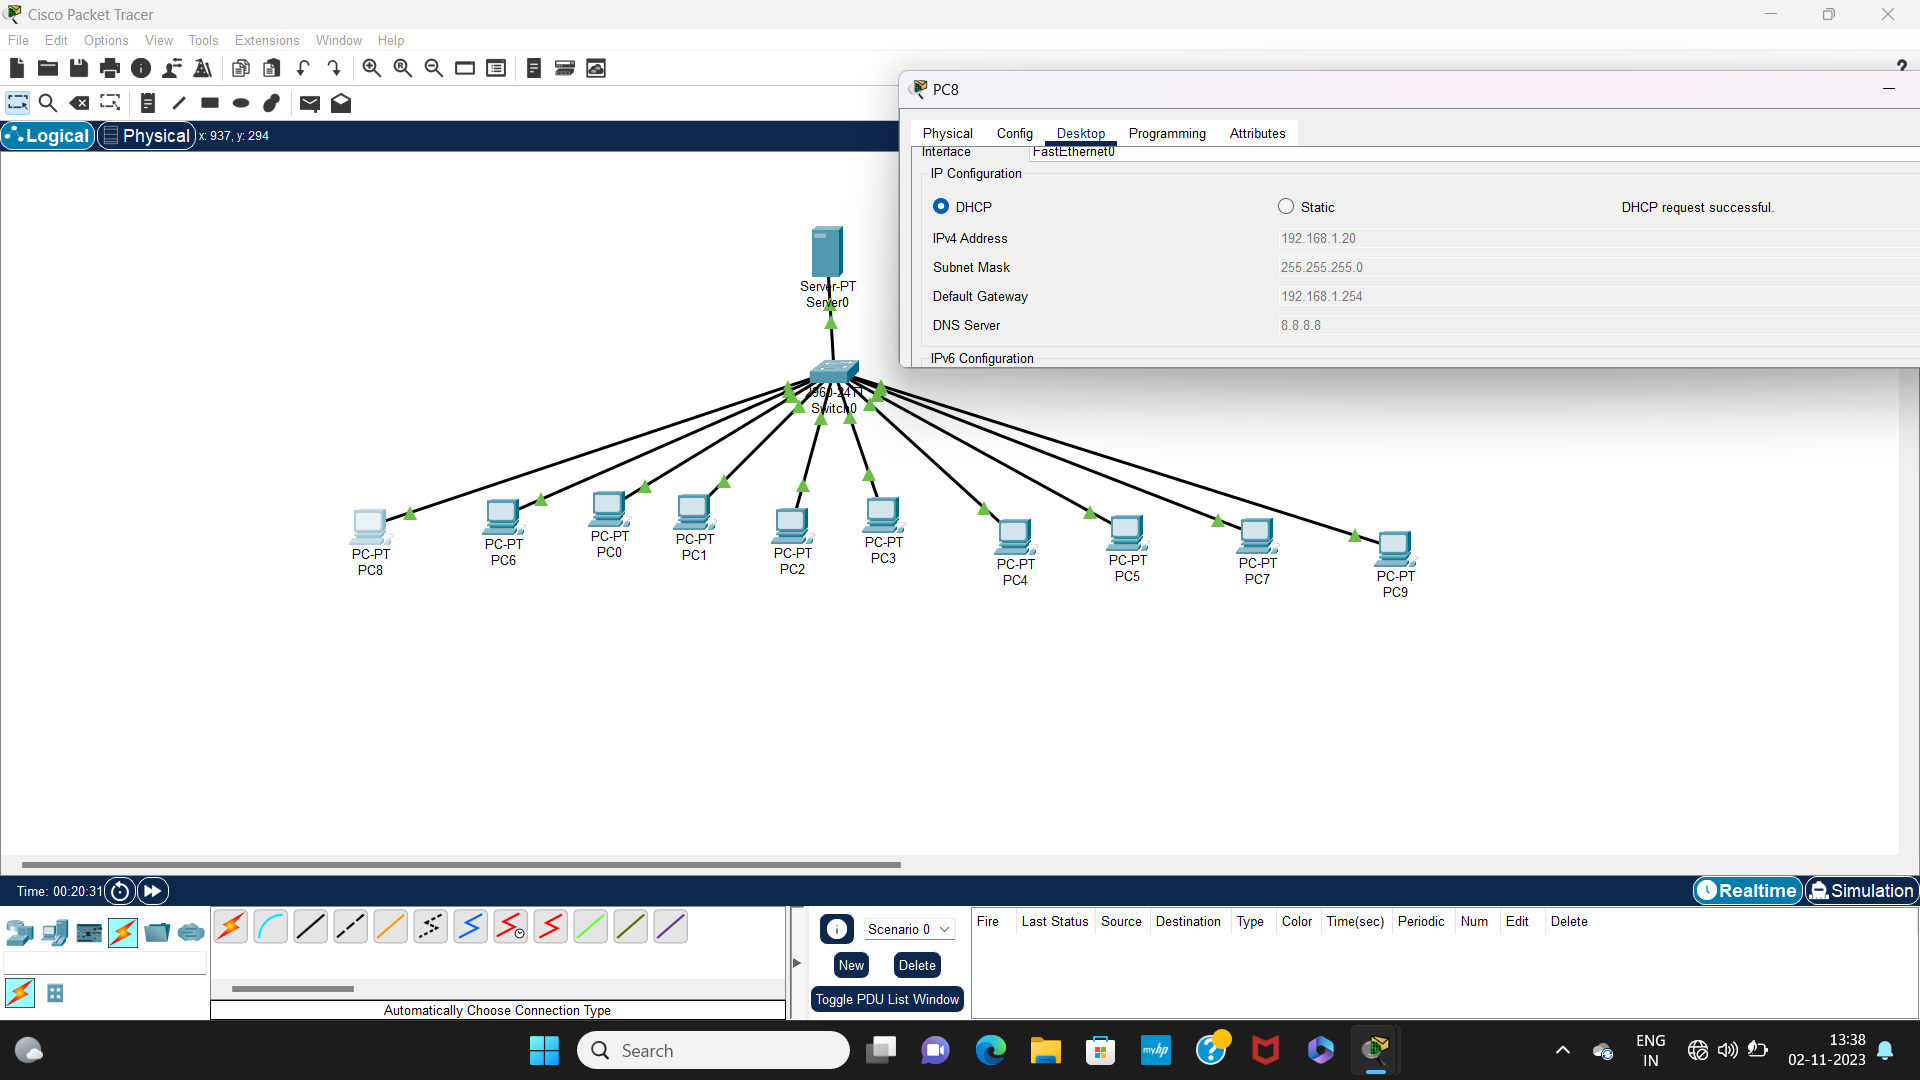 Cisco Packet Tracer
File Edit Options View Tools Extensions Window Help
?
PC8
Logical Physical x: 937, y: 294
Physical Config Desktop Programming Attributes
Interface FastEthernet0
IP Configuration
DHCP Static DHCP request successful.
IPv4 Address 192.168.1.20
Subnet Mask 255.255.255.0
Default Gateway 192.168.1.254
DNS Server 8.8.8.8
IPv6 Configuration
Server-PT
Server0
2960-24TT
Switch0
PC-PT
PC8
PC-PT
PC6
PC-PT
PC0
PC-PT
PC1
PC-PT
PC2
PC-PT
PC3
PC-PT
PC4
PC-PT
PC5
PC-PT
PC7
PC-PT
PC9
Time: 00:20:31 Realtime Simulation
Scenario 0
New Delete
Toggle PDU List Window
Fire Last Status Source Destination Type Color Time(sec) Periodic Num Edit Delete
Automatically Choose Connection Type
Search
myhp
ENG
IN
13:38
02-11-2023